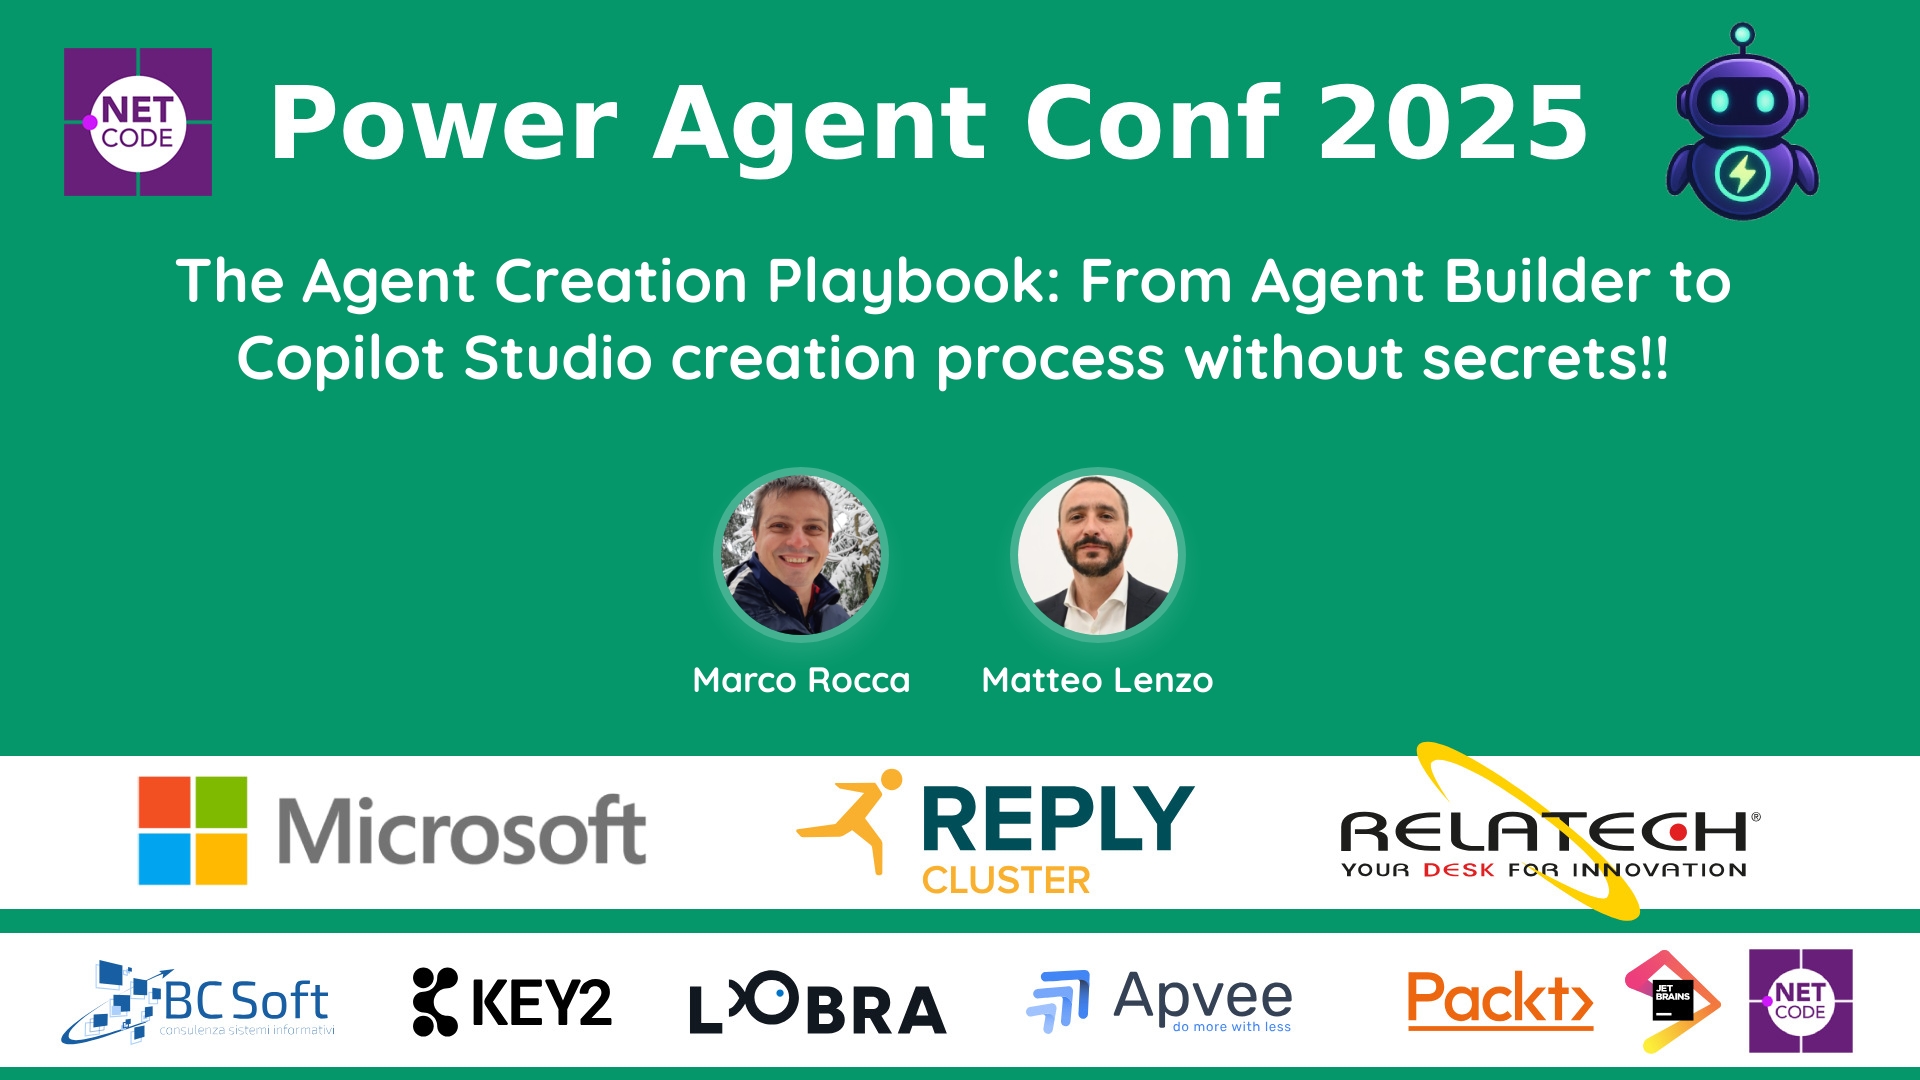 NET
CODE
Power Agent Conf 2025
The Agent Creation Playbook: From Agent Builder to
Copilot Studio creation process without secrets!!
Marco Rocca
Matteo Lenzo
Microsoft
REPLY
CLUSTER
RELATECH®
YOUR DESK FOR INNOVATION
BC Soft
consulenza sistemi informativi
KEY2
LOBRA
Apvee
do more with less
Packt>
JET
BRAINS
NET
CODE